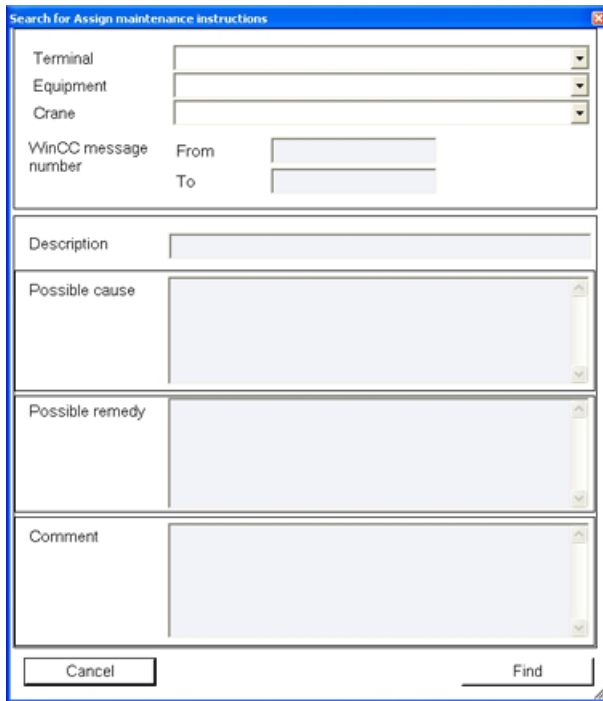 Search for Assign maintenance instructions
Terminal
Equipment
Crane
WinCC message
number
From
To
Description
Possible cause
Possible remedy
Comment
Cancel
Find